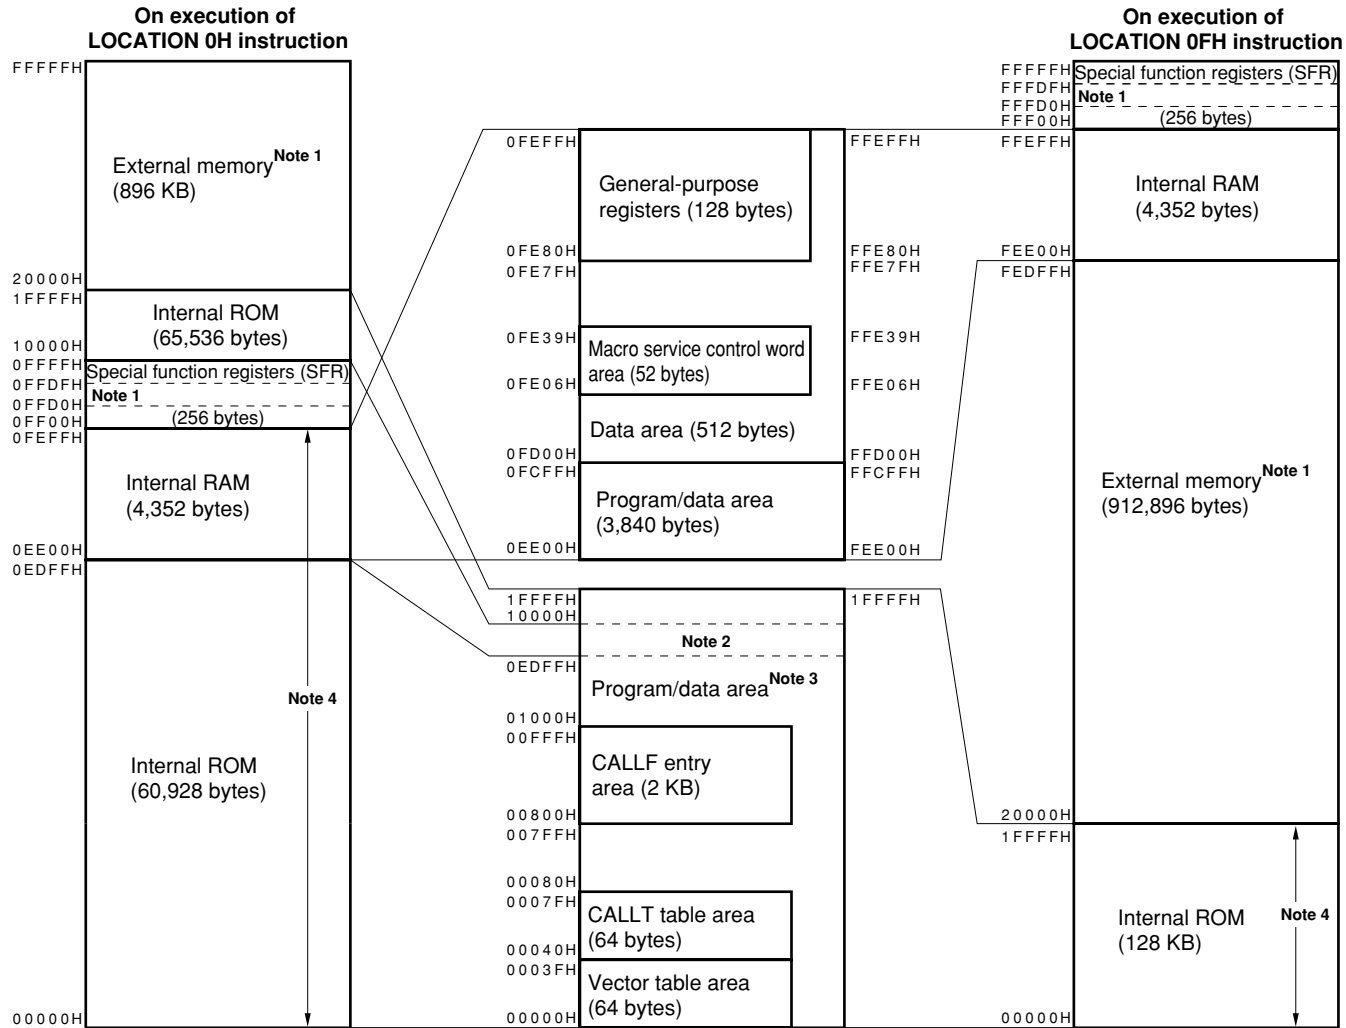 On execution of
LOCATION 0H instruction
FFFFFH
External memory Note 1
(896 KB)
20000H
1FFFFH
Internal ROM
(65,536 bytes)
10000H
0FFFFH
Special function registers (SFR)
0FFDFH
Note 1
0FFD0H
(256 bytes)
0FF00H
0FEFFH
Internal RAM
(4,352 bytes)
0EE00H
0EDFFH
Note 4
Internal ROM
(60,928 bytes)
00000H
0FEFFH
FFEFFH
General-purpose
registers (128 bytes)
0FE80H
FFE80H
0FE7FH
FFE7FH
0FE39H
FFE39H
Macro service control word
area (52 bytes)
0FE06H
FFE06H
Data area (512 bytes)
0FD00H
FFD00H
0FCFFH
FFCFFH
Program/data area
(3,840 bytes)
0EE00H
FEE00H
1FFFFH
1FFFFH
10000H
Note 2
0EDFFH
Program/data area Note 3
01000H
00FFFH
CALLF entry
area (2 KB)
00800H
007FFH
00080H
0007FH
CALLT table area
(64 bytes)
00040H
0003FH
Vector table area
(64 bytes)
00000H
On execution of
LOCATION 0FH instruction
FFFFFH
Special function registers (SFR)
FFFDFH
Note 1
FFFD0H
FFF00H
(256 bytes)
FFEFFH
Internal RAM
(4,352 bytes)
FEE00H
FEDFFH
External memory Note 1
(912,896 bytes)
20000H
1FFFFH
Internal ROM
(128 KB)
Note 4
00000H